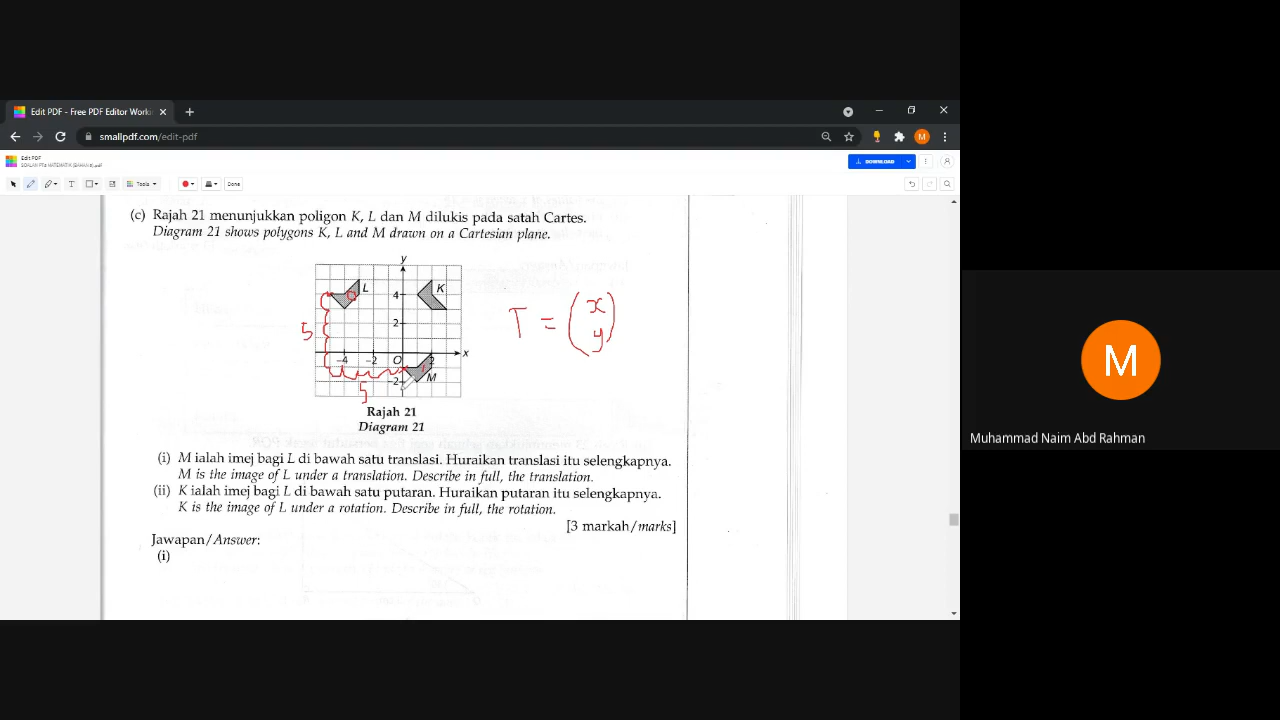 Edit PDF - Free PDF Editor Workin
smallpdf.com/edit-pdf
M
Edit PDF
DOWNLOAD
T
Tools
Done
(c) Rajah 21 menunjukkan poligon K, L dan M dilukis pada satah Cartes.
Diagram 21 shows polygons K, L and M drawn on a Cartesian plane.
y
L
K
4
2
-4
-2
O
2
x
-2
M
5
5
T = (x
y)
Rajah 21
Diagram 21
(i) M ialah imej bagi L di bawah satu translasi. Huraikan translasi itu selengkapnya.
M is the image of L under a translation. Describe in full, the translation.
(ii) K ialah imej bagi L di bawah satu putaran. Huraikan putaran itu selengkapnya.
K is the image of L under a rotation. Describe in full, the rotation.
[3 markah/marks]
Jawapan/Answer:
(i)
M
Muhammad Naim Abd Rahman